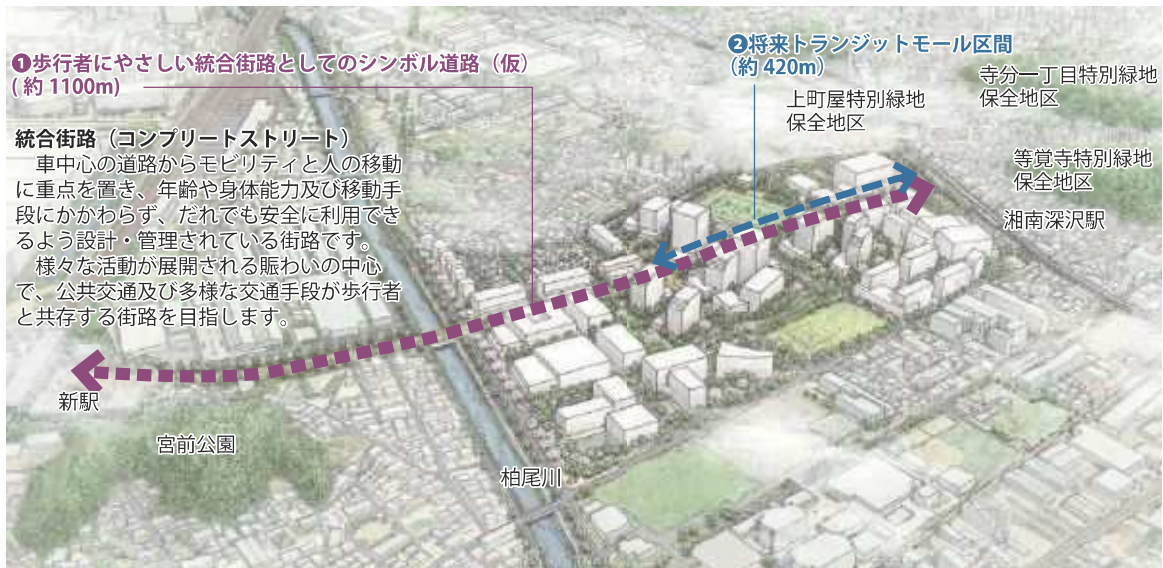 ❶歩行者にやさしい統合街路としてのシンボル道路（仮）
( 約 1100m)
統合街路（コンプリートストリート）
　車中心の道路からモビリティと人の移動
に重点を置き、年齢や身体能力及び移動手
段にかかわらず、だれでも安全に利用でき
るよう設計・管理されている街路です。
　様々な活動が展開される賑わいの中心
で、公共交通及び多様な交通手段が歩行者
と共存する街路を目指します。
❷将来トランジットモール区間
（約 420m）
上町屋特別緑地
保全地区
寺分一丁目特別緑地
保全地区
等覚寺特別緑地
保全地区
湘南深沢駅
新駅
宮前公園
柏尾川